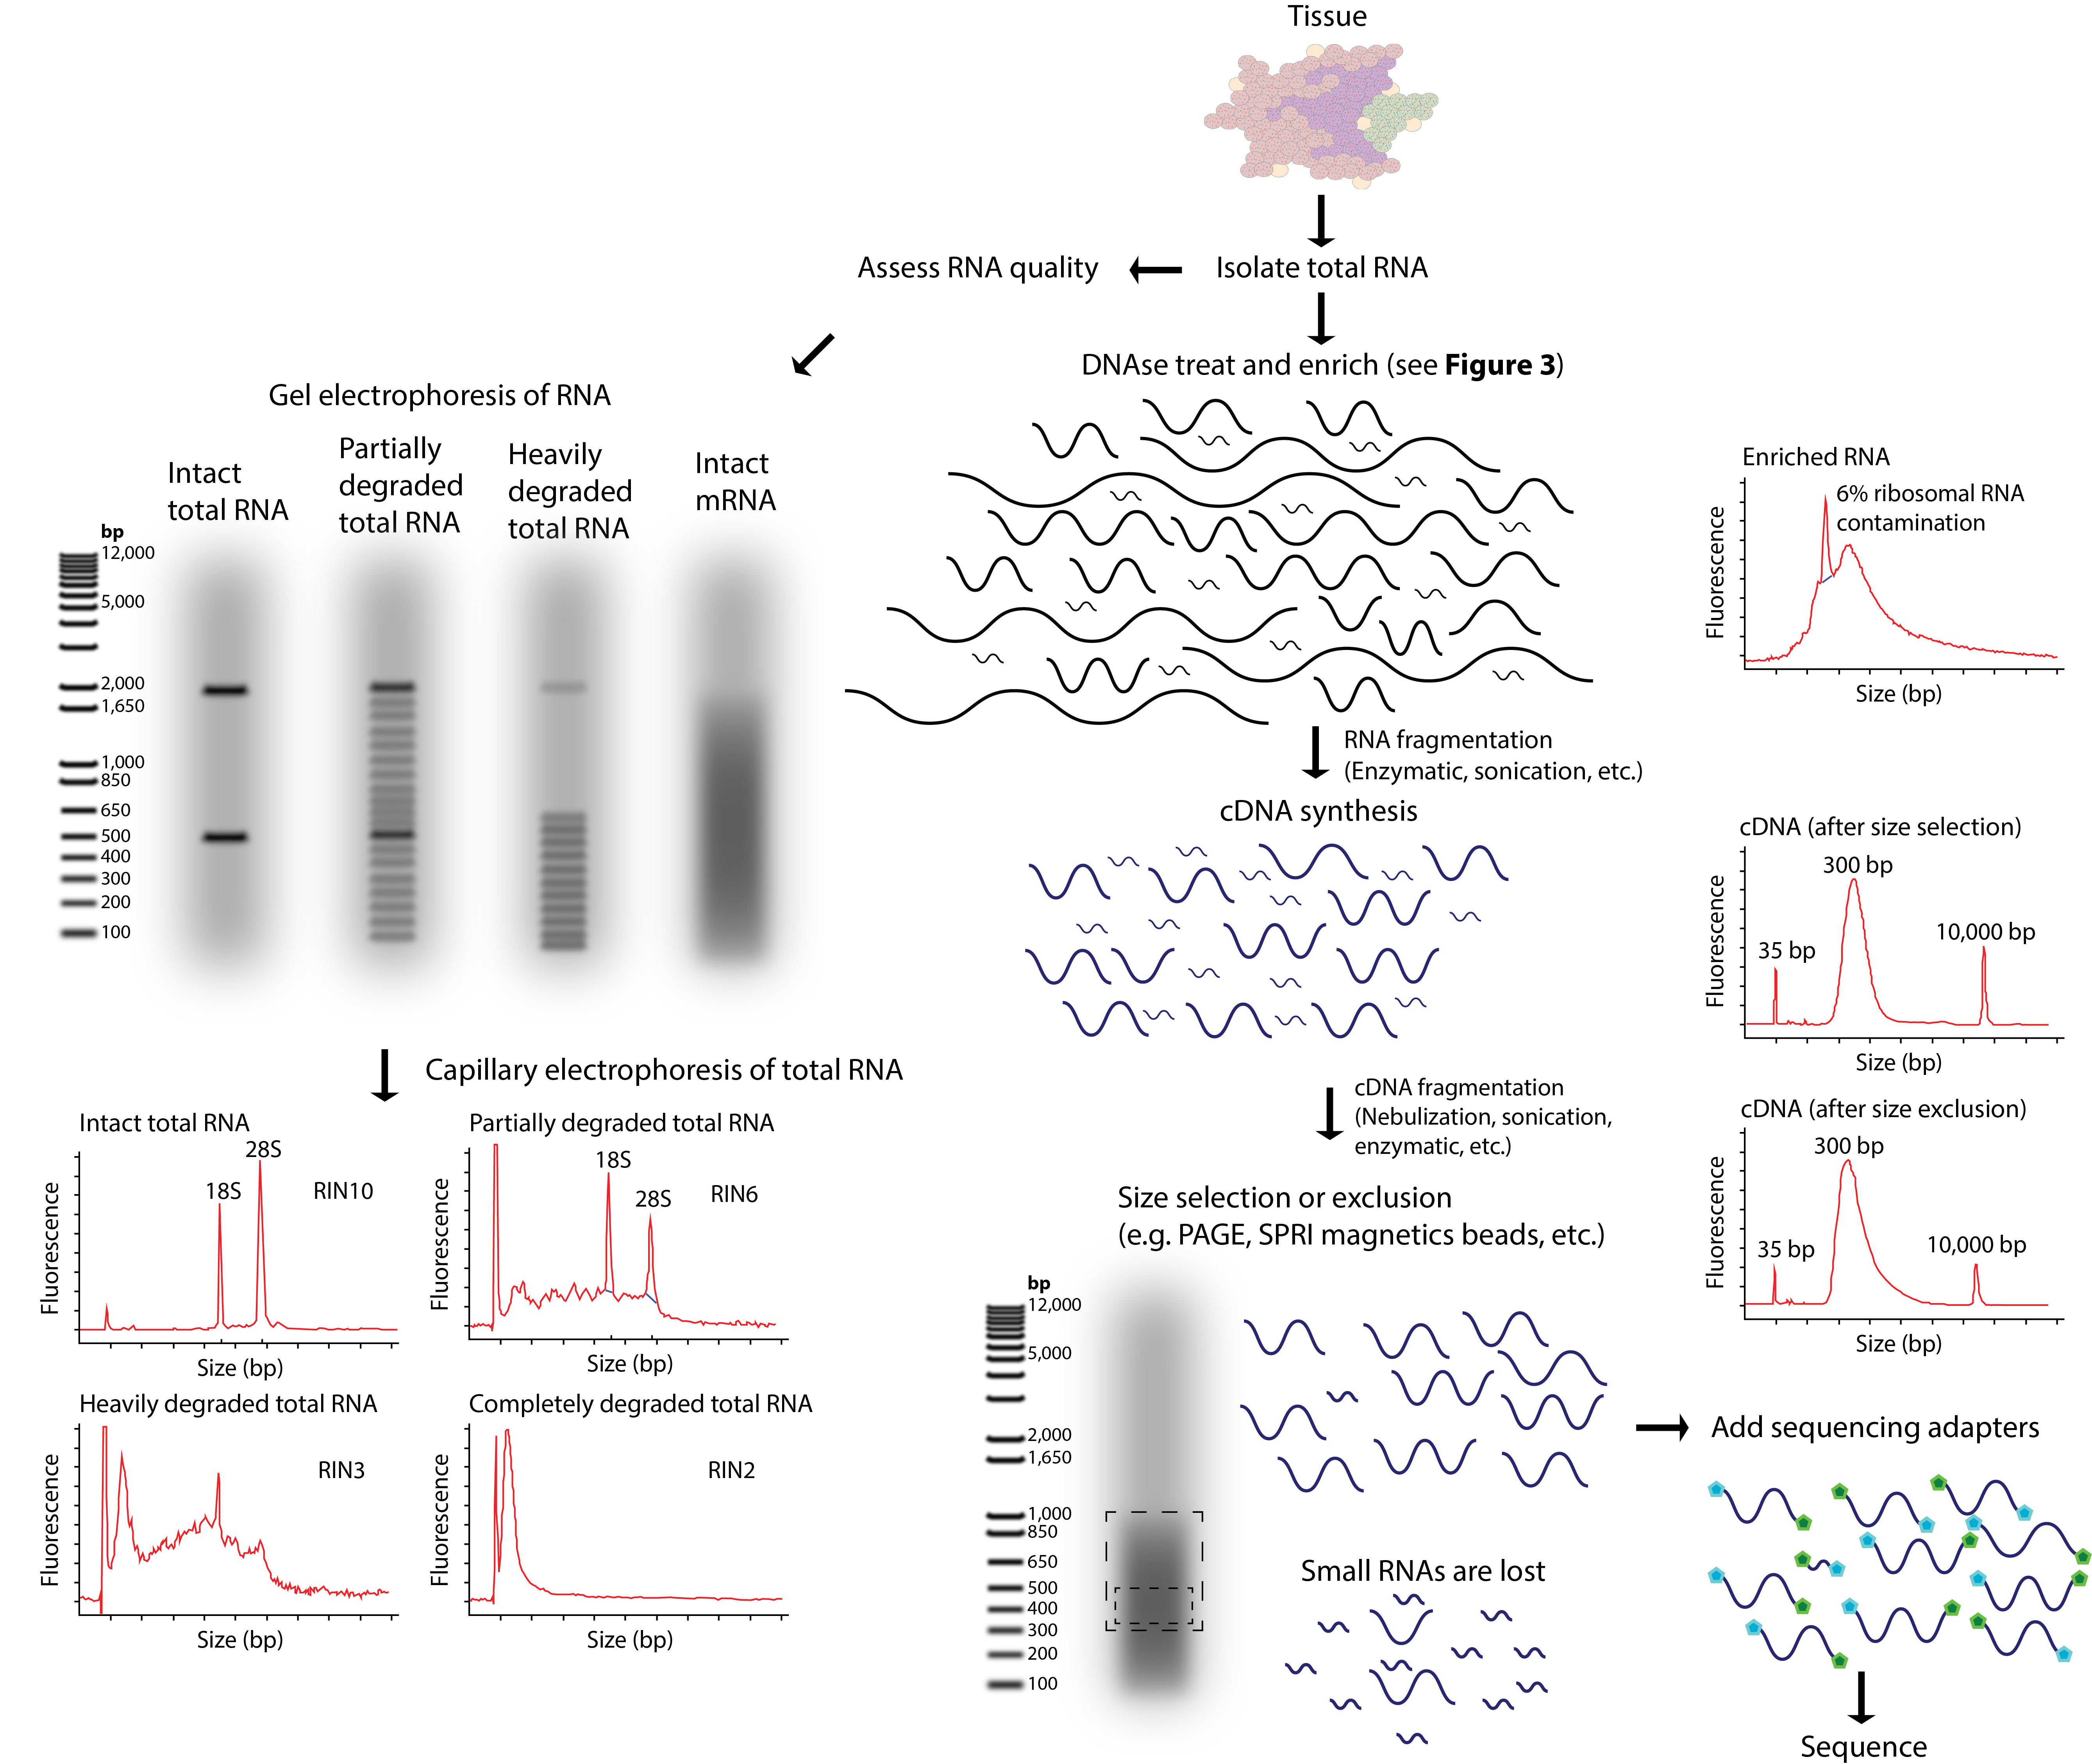 Tissue
Isolate total RNA
Assess RNA quality
DNAse treat and enrich (see Figure 3)
Gel electrophoresis of RNA
Intact
total RNA
Partially
degraded
total RNA
Heavily
degraded
total RNA
Intact
mRNA
bp
12,000
5,000
2,000
1,650
1,000
850
650
500
400
300
200
100
Enriched RNA
6% ribosomal RNA
contamination
Fluorescence
Size (bp)
RNA fragmentation
(Enzymatic, sonication, etc.)
cDNA synthesis
cDNA (after size selection)
300 bp
35 bp
10,000 bp
Fluorescence
Size (bp)
Capillary electrophoresis of total RNA
Intact total RNA
28S
18S
RIN10
Fluorescence
Size (bp)
Partially degraded total RNA
18S
28S
RIN6
Fluorescence
Size (bp)
Heavily degraded total RNA
RIN3
Fluorescence
Size (bp)
Completely degraded total RNA
RIN2
Fluorescence
Size (bp)
cDNA fragmentation
(Nebulization, sonication,
enzymatic, etc.)
cDNA (after size exclusion)
300 bp
35 bp
10,000 bp
Fluorescence
Size (bp)
Size selection or exclusion
(e.g. PAGE, SPRI magnetics beads, etc.)
bp
12,000
5,000
2,000
1,650
1,000
850
650
500
400
300
200
100
Small RNAs are lost
Add sequencing adapters
Sequence